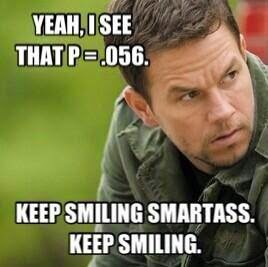 YEAH, I SEE
THAT P = .056.
KEEP SMILING SMARTASS.
KEEP SMILING.